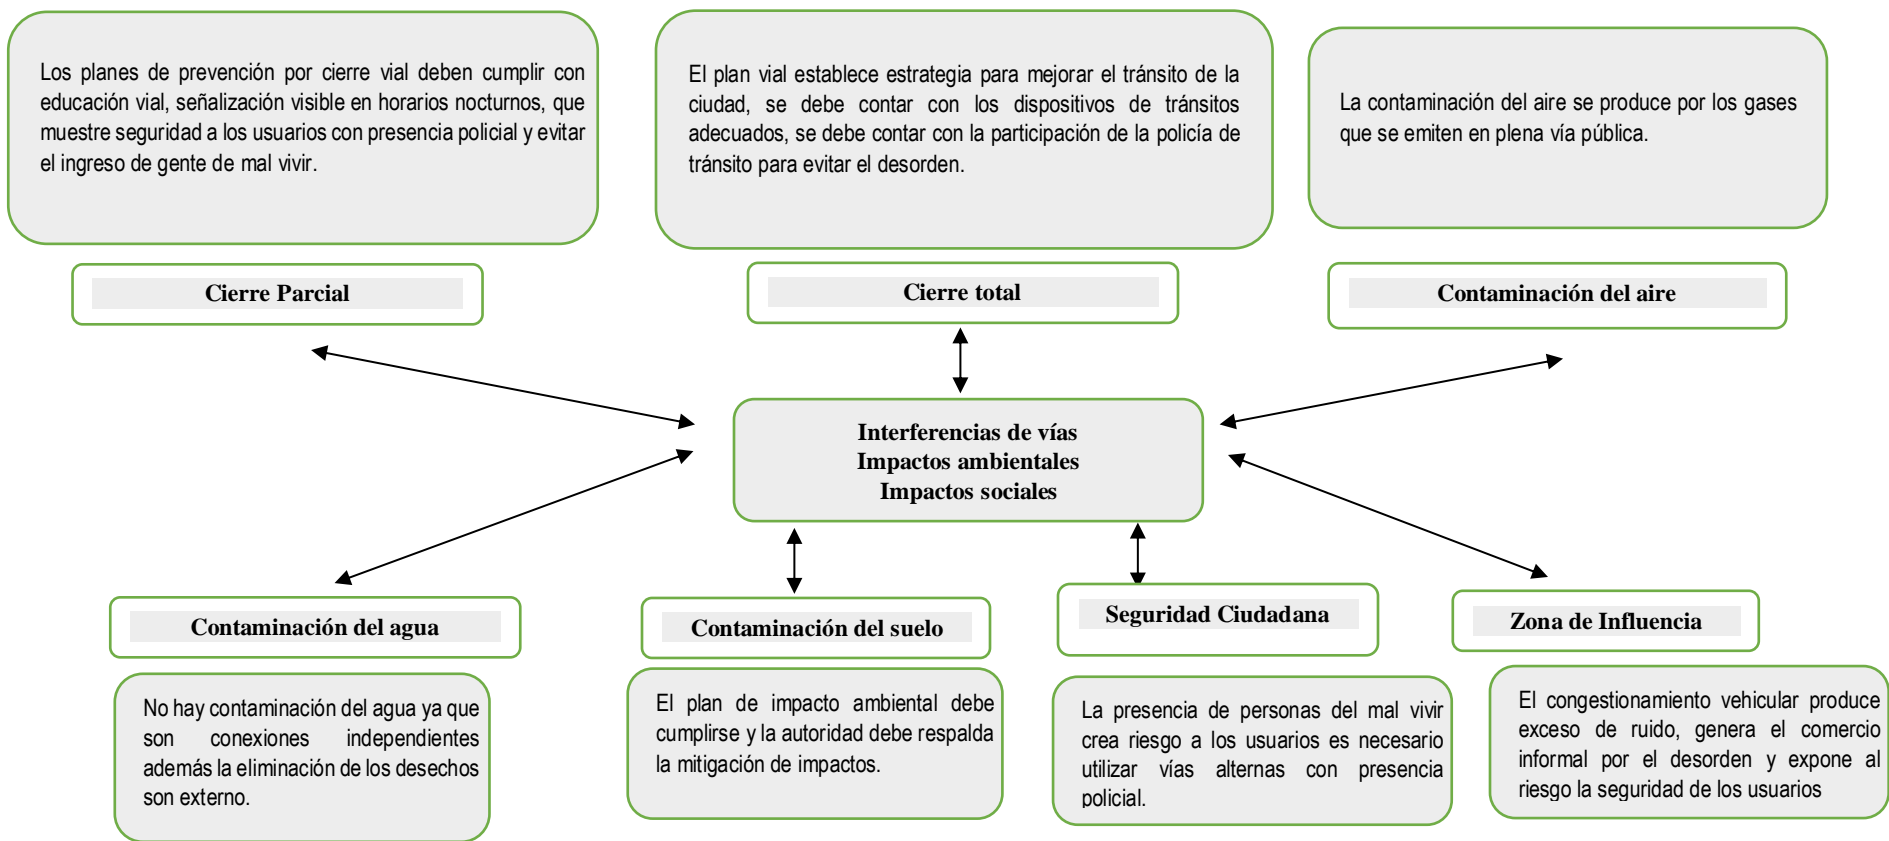 Los planes de prevención por cierre vial deben cumplir con
educación vial, señalización visible en horarios nocturnos, que
muestre seguridad a los usuarios con presencia policial y evitar
el ingreso de gente de mal vivir.
El plan vial establece estrategia para mejorar el tránsito de la
ciudad, se debe contar con los dispositivos de tránsitos
adecuados, se debe contar con la participación de la policía de
tránsito para evitar el desorden.
La contaminación del aire se produce por los gases
que se emiten en plena vía pública.
Cierre Parcial
Cierre total
Contaminación del aire
Interferencias de vías
Impactos ambientales
Impactos sociales
Contaminación del agua
Contaminación del suelo
Seguridad Ciudadana
Zona de Influencia
No hay contaminación del agua ya que
son conexiones independientes
además la eliminación de los desechos
son externo.
El plan de impacto ambiental debe
cumplirse y la autoridad debe respalda
la mitigación de impactos.
La presencia de personas del mal vivir
crea riesgo a los usuarios es necesario
utilizar vías alternas con presencia
policial.
El congestionamiento vehicular produce
exceso de ruido, genera el comercio
informal por el desorden y expone al
riesgo la seguridad de los usuarios